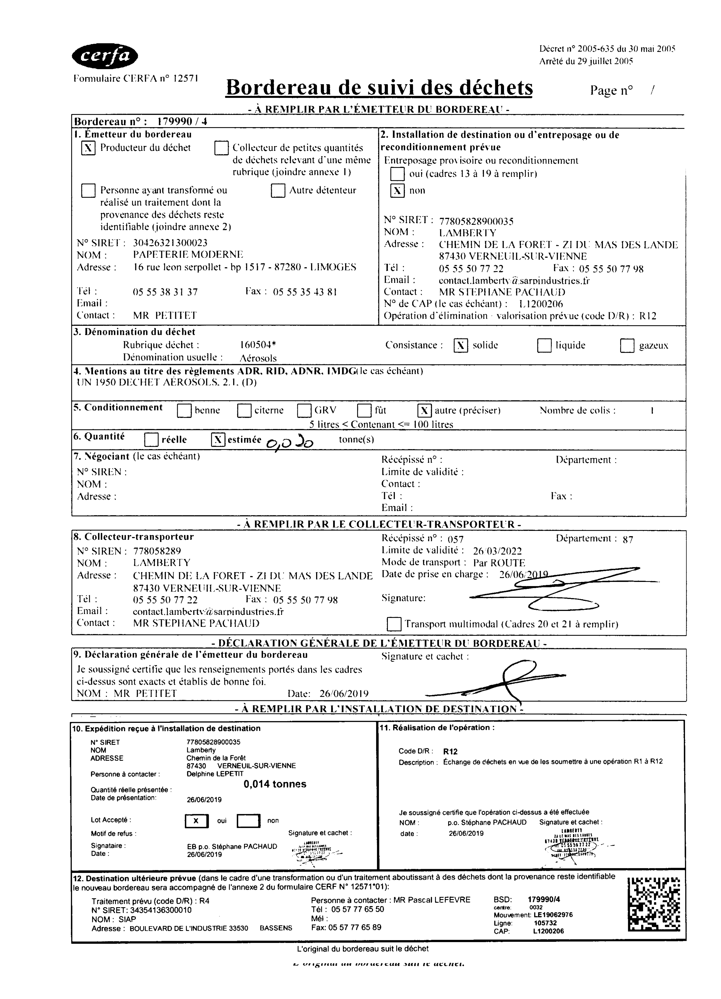 cerfa
Décret n° 2005-635 du 30 mai 2005
Arrêté du 29 juillet 2005
Formulaire CERFA n° 12571
Bordereau de suivi des déchets
Page n° /
- À REMPLIR PAR L'ÉMETTEUR DU BORDEREAU -
Bordereau n° : 179990 / 4
1. Émetteur du bordereau
X Producteur du déchet
Collecteur de petites quantités
de déchets relevant d'une même
rubrique (joindre annexe 1)
Personne ayant transformé ou
réalisé un traitement dont la
provenance des déchets reste
identifiable (joindre annexe 2)
Autre détenteur
N° SIRET : 30426321300023
NOM : PAPETERIE MODERNE
Adresse : 16 rue leon serpollet - bp 1517 - 87280 - LIMOGES
Tél : 05 55 38 31 37 Fax : 05 55 35 43 81
Email :
Contact : MR PETITET
2. Installation de destination ou d'entreposage ou de
reconditionnement prévue
Entreposage provisoire ou reconditionnement
oui (cadres 13 à 19 à remplir)
X non
N° SIRET : 77805828900035
NOM : LAMBERTY
Adresse : CHEMIN DE LA FORET - ZI DU MAS DES LANDE
87430 VERNEUIL-SUR-VIENNE
Tél : 05 55 50 77 22 Fax : 05 55 50 77 98
Email : contact.lamberty@sarpindustries.fr
Contact : MR STEPHANE PACHAUD
N° de CAP (le cas échéant) : L1200206
Opération d'élimination / valorisation prévue (code D/R) : R12
3. Dénomination du déchet
Rubrique déchet : 160504*
Consistance : X solide liquide gazeux
Dénomination usuelle : Aérosols
4. Mentions au titre des règlements ADR, RID, ADNR, IMDG(le cas échéant)
UN 1950 DECHET AÉROSOLS, 2.1, (D)
5. Conditionnement benne citerne GRV fût X autre (préciser) Nombre de colis : 1
5 litres < Contenant <= 100 litres
6. Quantité réelle X estimée 0,020 tonne(s)
7. Négociant (le cas échéant)
N° SIREN :
NOM :
Adresse :
Récépissé n° : Département :
Limite de validité :
Contact :
Tél : Fax :
Email :
- À REMPLIR PAR LE COLLECTEUR-TRANSPORTEUR -
8. Collecteur-transporteur
N° SIREN : 778058289
NOM : LAMBERTY
Adresse : CHEMIN DE LA FORET - ZI DU MAS DES LANDE
87430 VERNEUIL-SUR-VIENNE
Tél : 05 55 50 77 22 Fax : 05 55 50 77 98
Email : contact.lamberty@sarpindustries.fr
Contact : MR STEPHANE PACHAUD
Récépissé n° : 057 Département : 87
Limite de validité : 26/03/2022
Mode de transport : Par ROUTE
Date de prise en charge : 26/06/2019
Signature:
Transport multimodal (Cadres 20 et 21 à remplir)
- DÉCLARATION GÉNÉRALE DE L'ÉMETTEUR DU BORDEREAU -
9. Déclaration générale de l'émetteur du bordereau
Signature et cachet :
Je soussigné certifie que les renseignements portés dans les cadres
ci-dessus sont exacts et établis de bonne foi.
NOM : MR PETITET Date: 26/06/2019
- À REMPLIR PAR L'INSTALLATION DE DESTINATION -
10. Expédition reçue à l'installation de destination
N° SIRET 77805828900035
NOM Lamberty
ADRESSE Chemin de la Forêt
87430 VERNEUIL-SUR-VIENNE
Personne à contacter : Delphine LEPETIT
Quantité réelle présentée : 0,014 tonnes
Date de présentation: 26/06/2019
Lot Accepté : X oui non
Motif de refus :
Signature et cachet :
Signataire : EB p.o. Stéphane PACHAUD
Date : 26/06/2019
11. Réalisation de l'opération :
Code D/R : R12
Description : Échange de déchets en vue de les soumettre à une opération R1 à R12
Je soussigné certifie que l'opération ci-dessus a été effectuée
NOM : p.o. Stéphane PACHAUD Signature et cachet :
date : 26/06/2019
LAMBERTY
12. Destination ultérieure prévue (dans le cadre d'une transformation ou d'un traitement aboutissant à des déchets dont la provenance reste identifiable
le nouveau bordereau sera accompagné de l'annexe 2 du formulaire CERF N° 12571*01):
Traitement prévu (code D/R) : R4
N° SIRET: 34354136300010
NOM : SIAP
Adresse : BOULEVARD DE L'INDUSTRIE 33530 BASSENS
Personne à contacter : MR Pascal LEFEVRE
Tél : 05 57 77 65 50
Mél :
Fax: 05 57 77 65 89
BSD: 179990/4
centre: 0032
Mouvement: LE19062976
Ligne: 105732
CAP: L1200206
L'original du bordereau suit le déchet
L'original du bordereau suit le déchet.